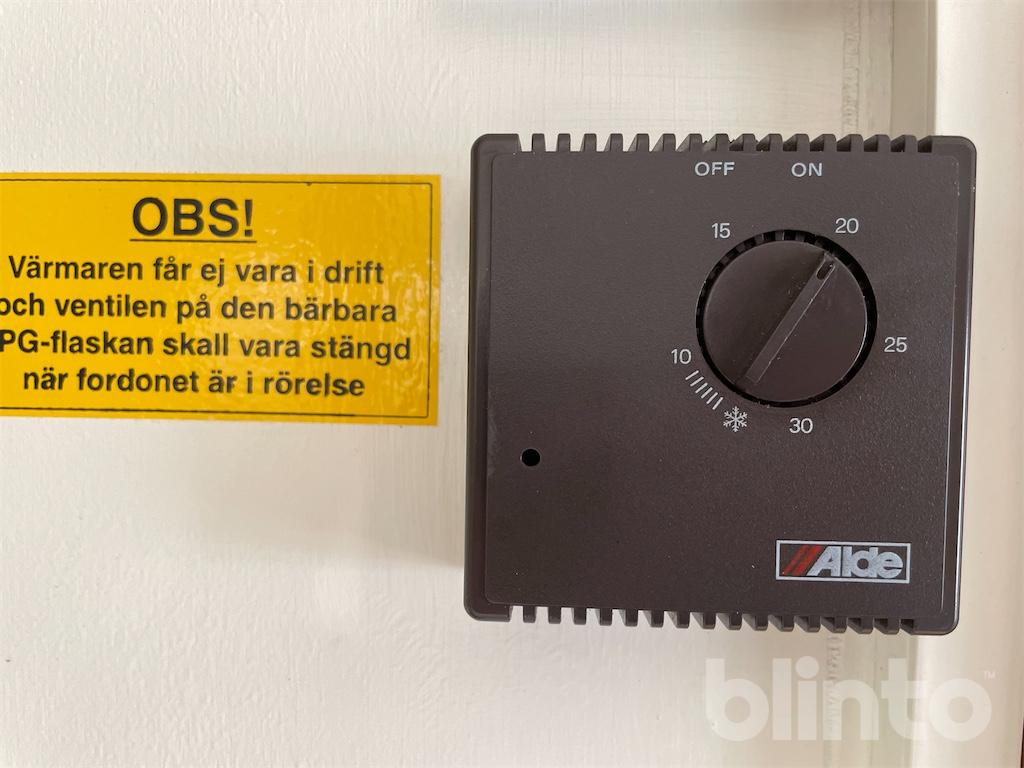 OBS!
Värmaren får ej vara i drift
och ventilen på den bärbara
PG-flaskan skall vara stängd
när fordonet är i rörelse
OFF ON
15 20
10 25
30
Alde
blinto™